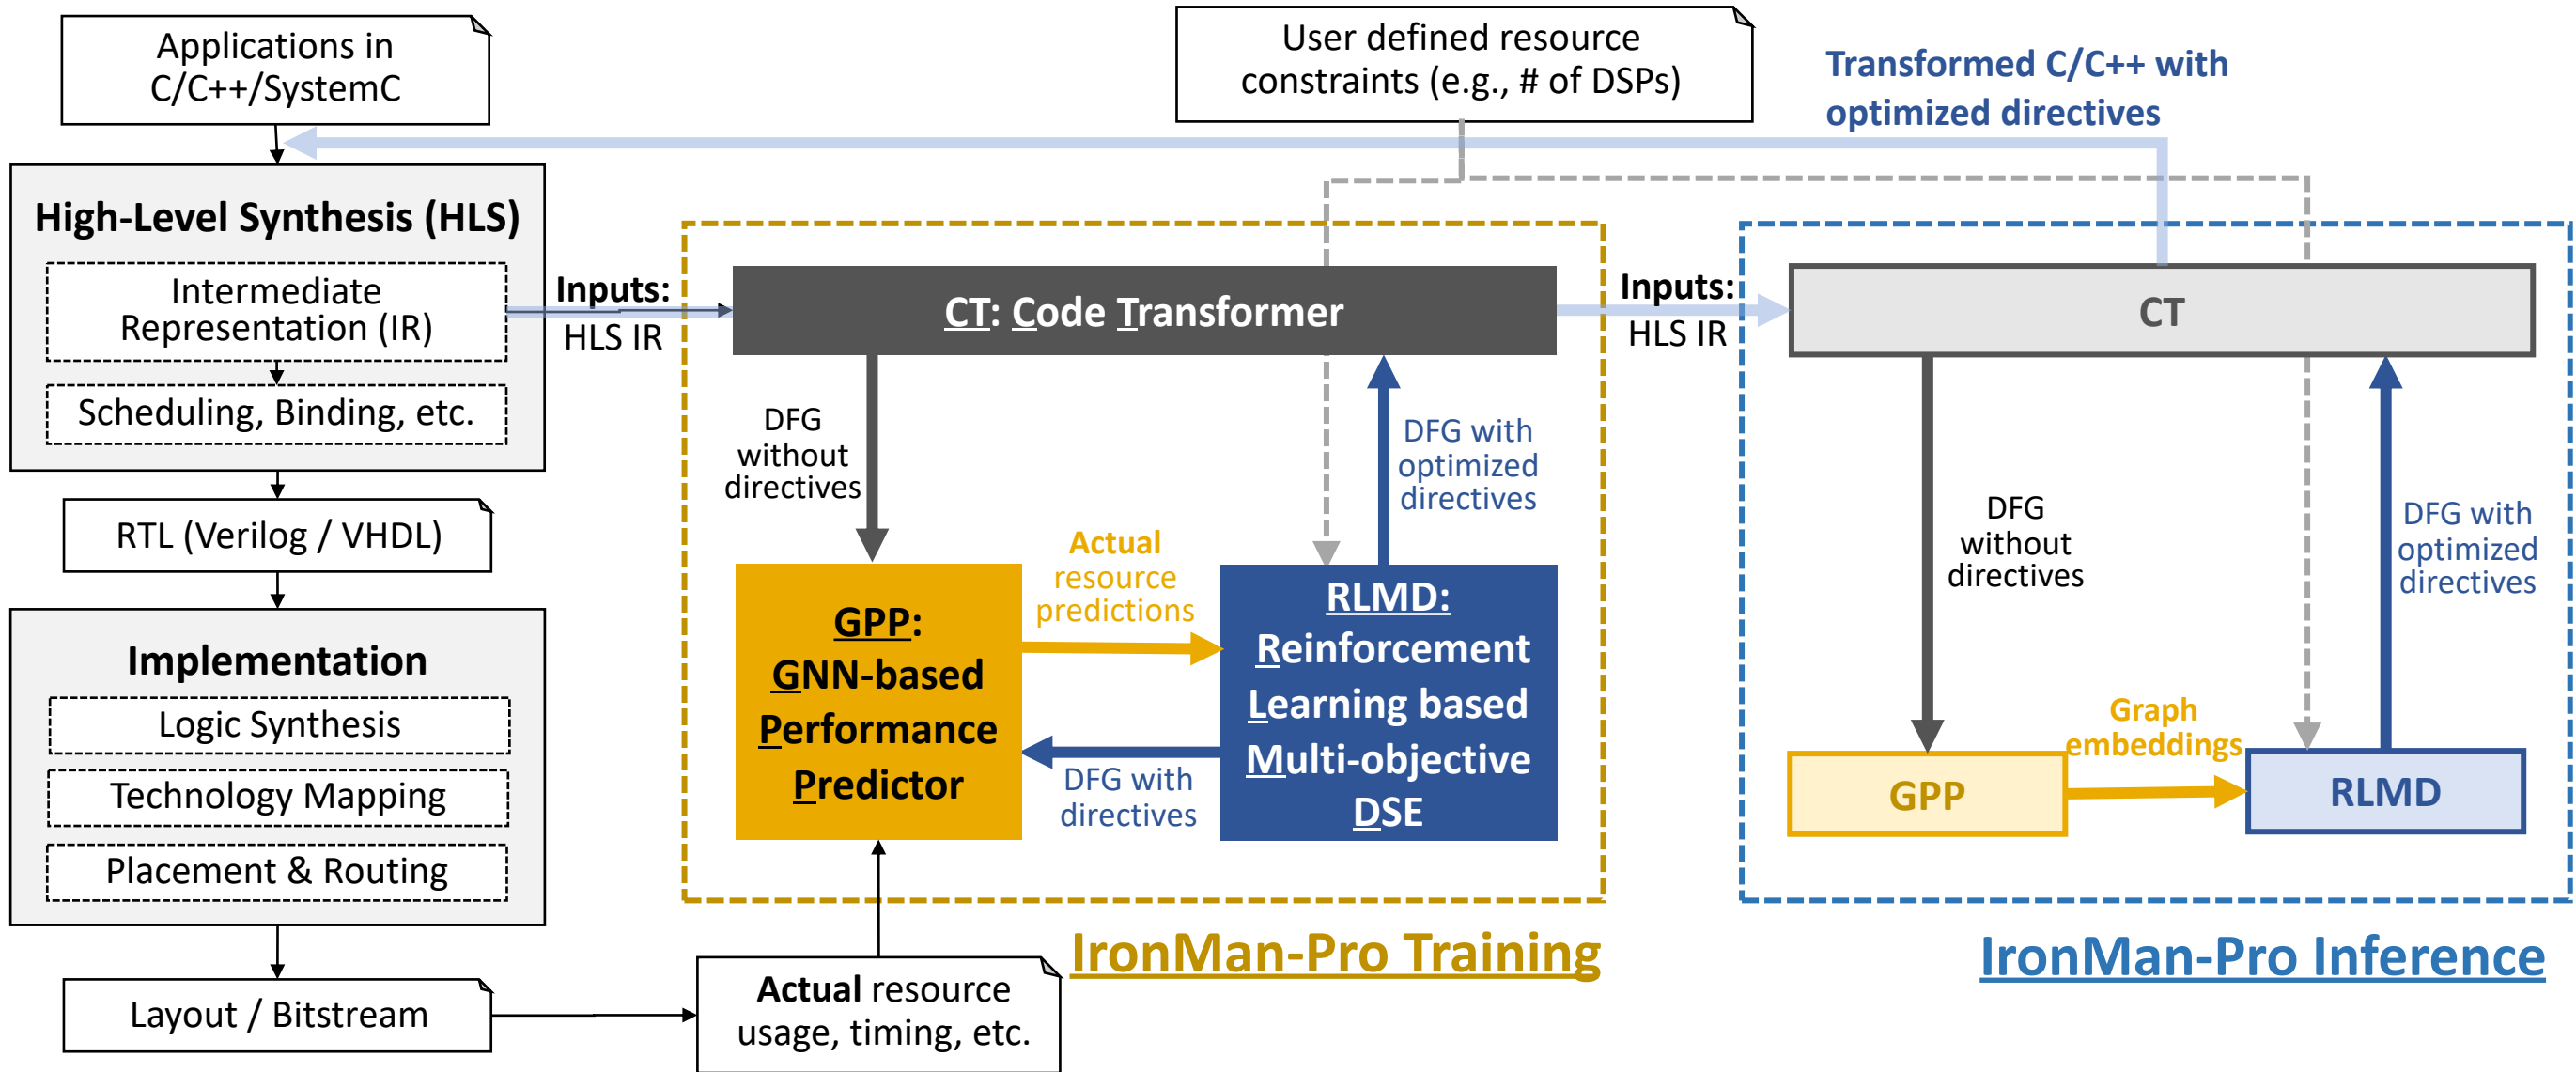 Applications in
C/C++/SystemC
High-Level Synthesis (HLS)
Intermediate
Representation (IR)
Scheduling, Binding, etc.
RTL (Verilog / VHDL)
Implementation
Logic Synthesis
Technology Mapping
Placement & Routing
Layout / Bitstream
Actual resource
usage, timing, etc.
User defined resource
constraints (e.g., # of DSPs)
Transformed C/C++ with
optimized directives
Inputs:
HLS IR
CT: Code Transformer
DFG
without
directives
DFG with
optimized
directives
Actual
resource
predictions
GPP:
GNN-based
Performance
Predictor
DFG with
directives
RLMD:
Reinforcement
Learning based
Multi-objective
DSE
IronMan-Pro Training
Inputs:
HLS IR
CT
DFG
without
directives
DFG with
optimized
directives
Graph
embeddings
GPP
RLMD
IronMan-Pro Inference